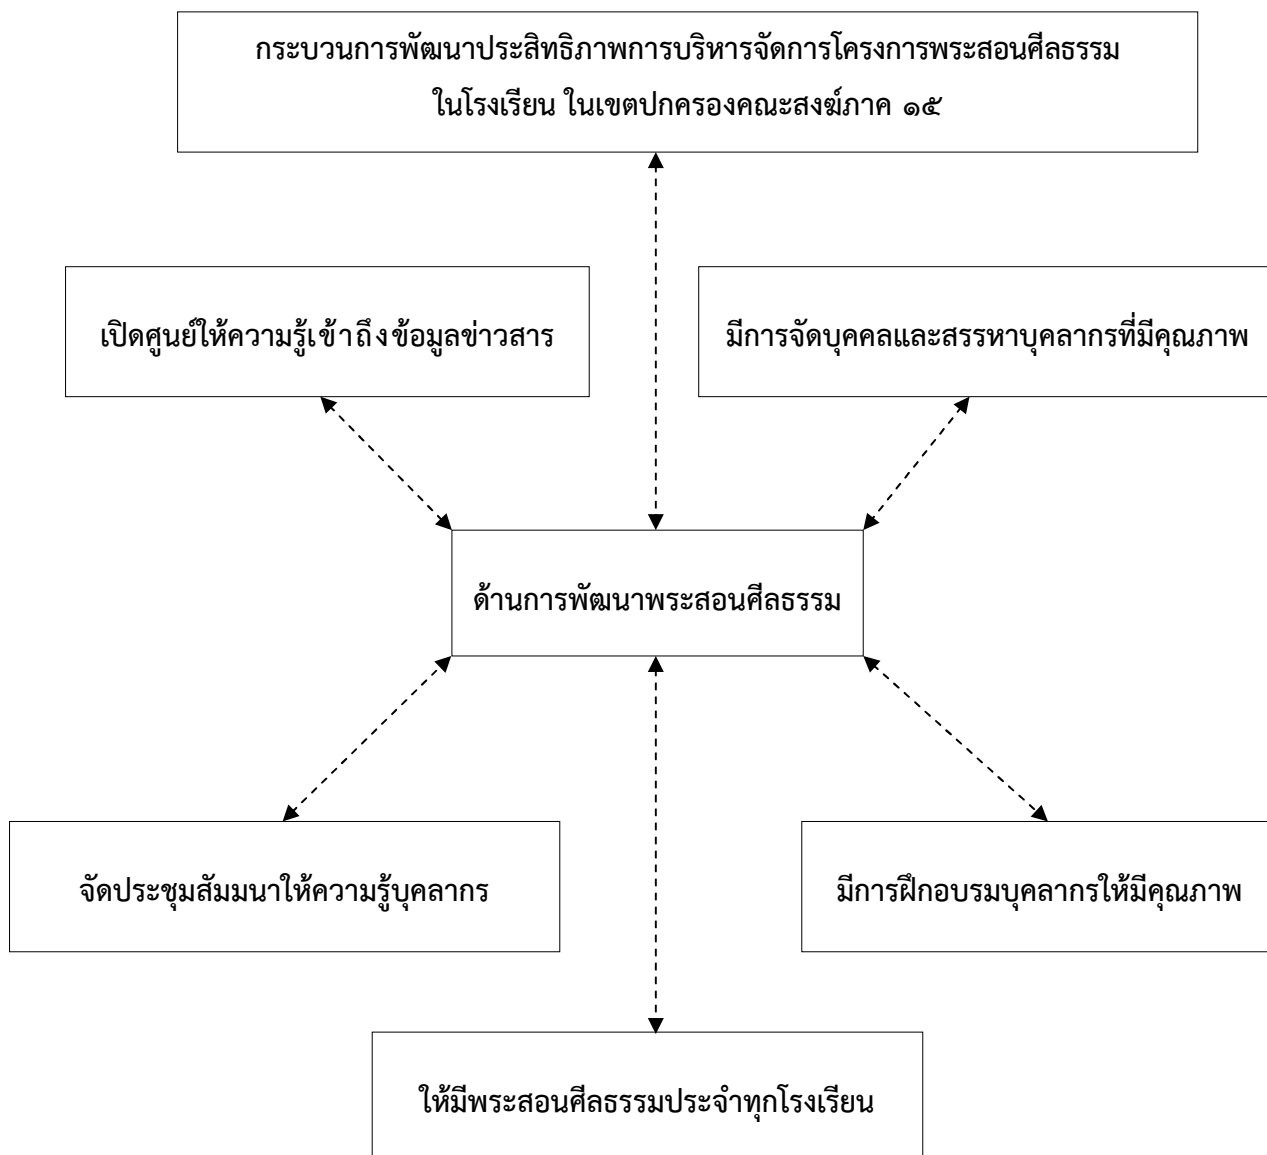 กระบวนการพัฒนาประสิทธิภาพการบริหารจัดการโครงการพระสอนศีลธรรม
ในโรงเรียน ในเขตปกครองคณะสงฆ์ภาค ๑๕
เปิดศูนย์ให้ความรู้เข้าถึงข้อมูลข่าวสาร
มีการจัดบุคคลและสรรหาบุคลากรที่มีคุณภาพ
ด้านการพัฒนาพระสอนศีลธรรม
จัดประชุมสัมมนาให้ความรู้บุคลากร
มีการฝึกอบรมบุคลากรให้มีคุณภาพ
ให้มีพระสอนศีลธรรมประจำทุกโรงเรียน